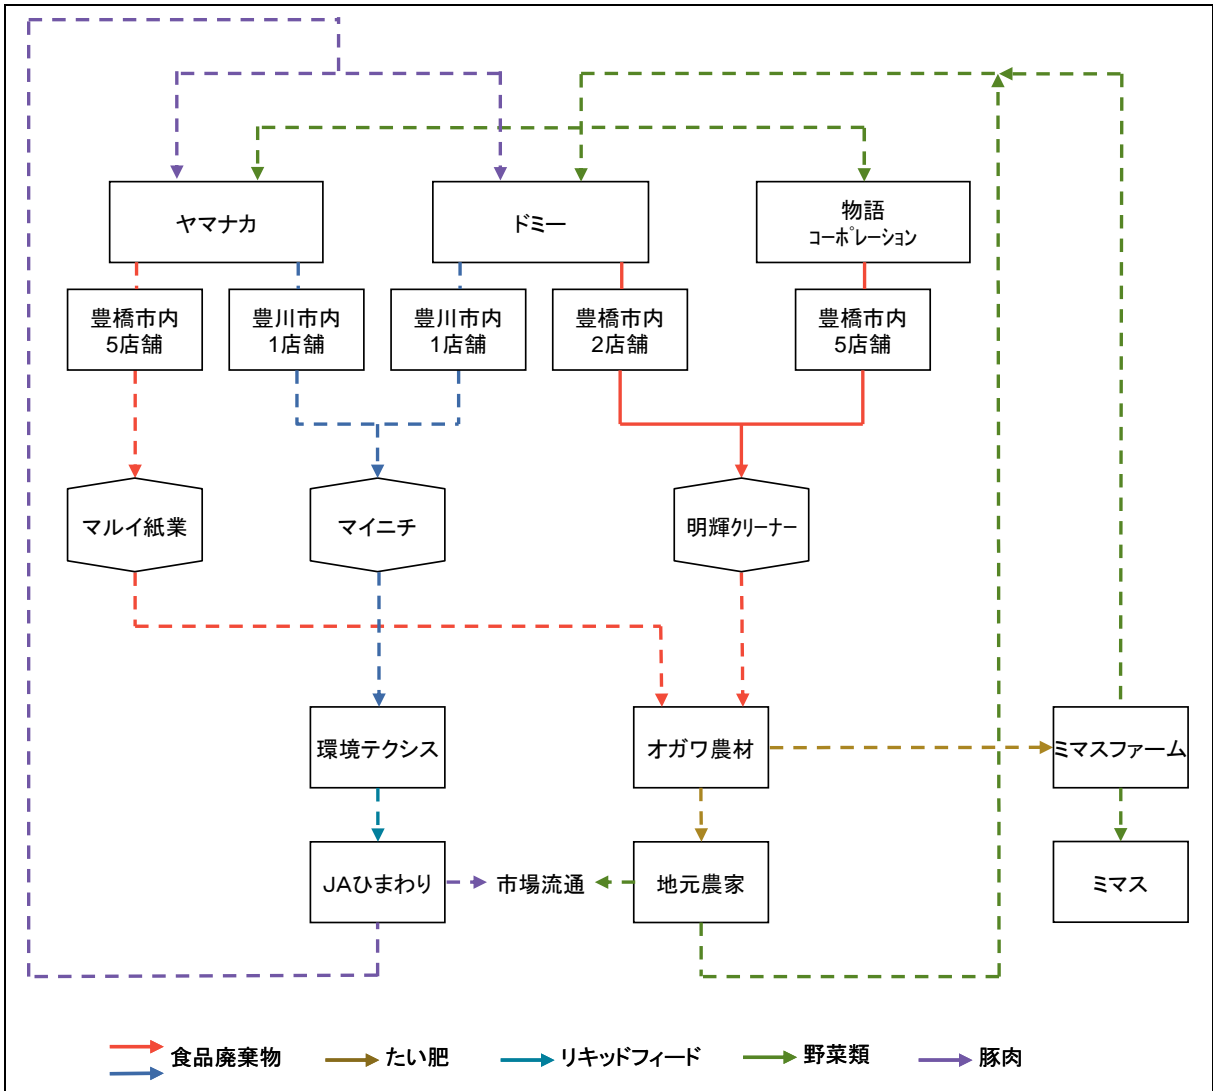 ヤマナカ
ドミー
物語
コーポレーション
豊橋市内
5店舗
豊川市内
1店舗
豊川市内
1店舗
豊橋市内
2店舗
豊橋市内
5店舗
マルイ紙業
マイニチ
明輝クリーナー
環境テクシス
オガワ農材
ミマスファーム
JAひまわり
市場流通
地元農家
ミマス
食品廃棄物
たい肥
リキッドフィード
野菜類
豚肉